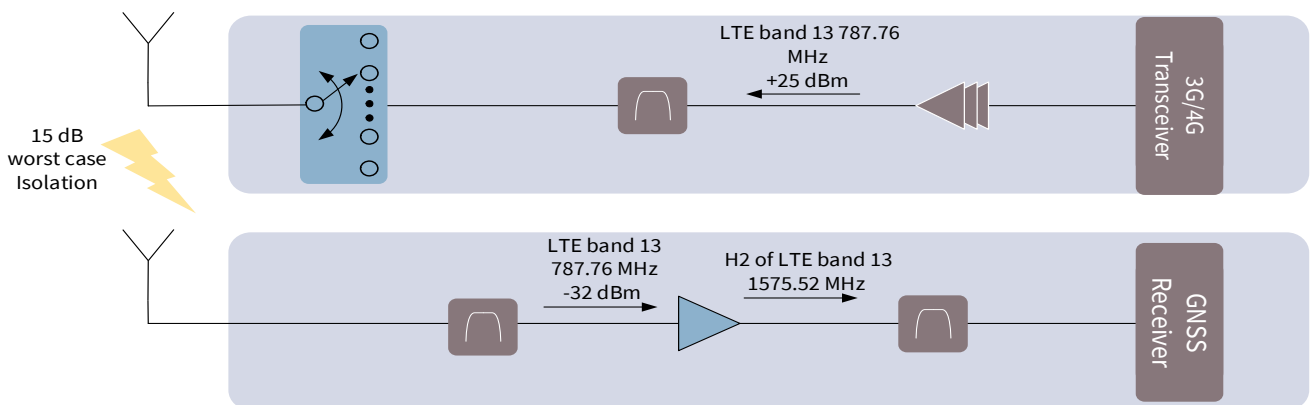 LTE band 13 787.76
MHz
+25 dBm
3G/4G
Transceiver
15 dB
worst case
Isolation
LTE band 13
787.76 MHz
-32 dBm
H2 of LTE band 13
1575.52 MHz
GNSS
Receiver